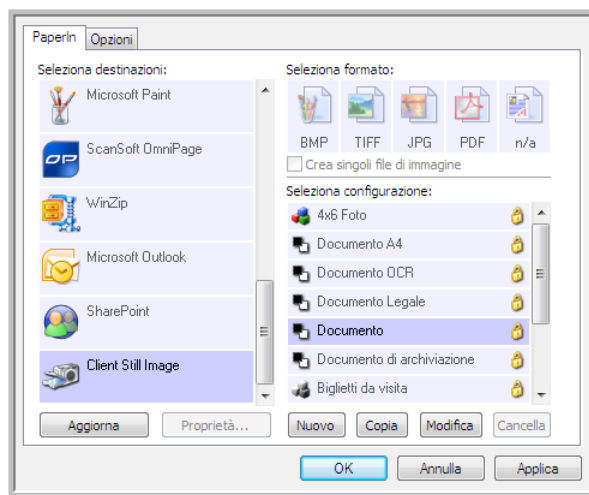 PaperIn
Opzioni
Seleziona destinazioni:
Microsoft Paint
ScanSoft OmniPage
WinZip
Microsoft Outlook
SharePoint
Client Still Image
Aggiorna
Proprietà...
Seleziona formato:
BMP TIFF JPG PDF n/a
Crea singoli file di immagine
Seleziona configurazione:
4x6 Foto
Documento A4
Documento OCR
Documento Legale
Documento
Documento di archiviazione
Biglietti da visita
Nuovo
Copia
Modifica
Cancella
OK
Annulla
Applica